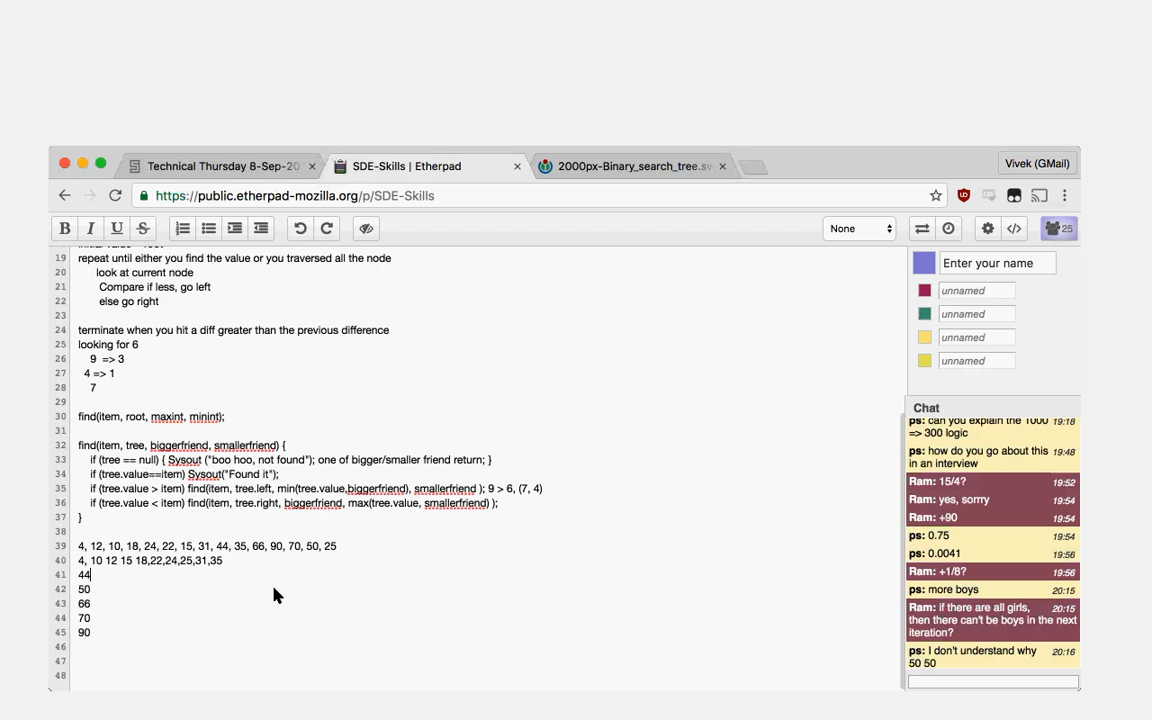 Technical Thursday 8-Sep-20
SDE-Skills | Etherpad
2000px-Binary_search_tree.sv
Vivek (GMail)
https://public.etherpad-mozilla.org/p/SDE-Skills
B I U S
None
25
19 repeat until either you find the value or you traversed all the node
20 look at current node
21 Compare if less, go left
22 else go right
23
24 terminate when you hit a diff greater than the previous difference
25 looking for 6
26 9 => 3
27 4 => 1
28 7
29
30 find(item, root, maxint, minint);
31
32 find(item, tree, biggerfriend, smallerfriend) {
33 if (tree == null) { Sysout ("boo hoo, not found"); one of bigger/smaller friend return; }
34 if (tree.value==item) Sysout("Found it");
35 if (tree.value > item) find(item, tree.left, min(tree.value,biggerfriend), smallerfriend ); 9 > 6, (7, 4)
36 if (tree.value < item) find(item, tree.right, biggerfriend, max(tree.value, smallerfriend) );
37 }
38
39 4, 12, 10, 18, 24, 22, 15, 31, 44, 35, 66, 90, 70, 50, 25
40 4, 10 12 15 18,22,24,25,31,35
41 44
42 50
43 66
44 70
45 90
46
47
48
Enter your name
unnamed
unnamed
unnamed
unnamed
Chat
ps: can you explain the 1000 19:18
=> 300 logic
ps: how do you go about this 19:48
in an interview
Ram: 15/4? 19:52
Ram: yes, sorrry 19:54
Ram: +90 19:54
ps: 0.75 19:54
ps: 0.0041 19:56
Ram: +1/8? 19:56
ps: more boys 20:15
Ram: if there are all girls, 20:15
then there can't be boys in the next
iteration?
ps: I don't understand why 20:16
50 50